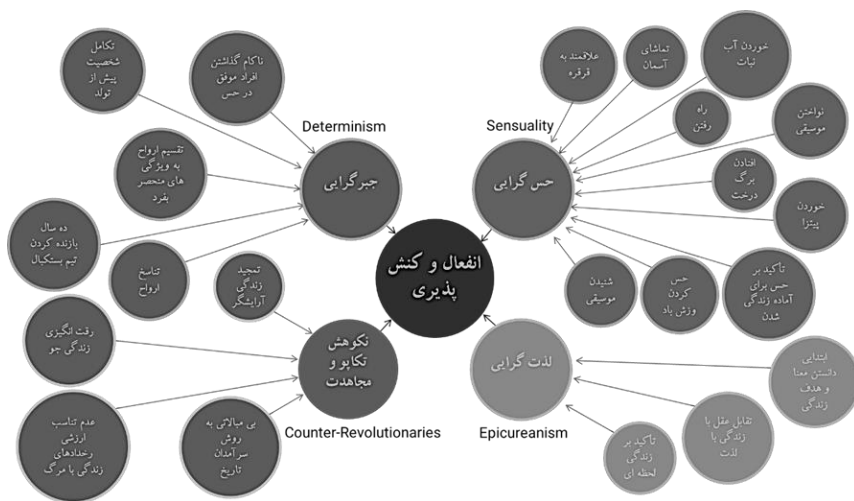 تکامل
شخصیت
پیش از
تولد
ناکام گذاشتن
افراد موفق
در حس
Determinism
تقسیم ارواح
به ویژگی
های منحصر
بفرد
جبرگرایی
ده سال
بازنده کردن
تیم بسکتبال
تناسخ
ارواح
علاقمند به
قرقره
تماشای
آسمان
خوردن آب
نبات
Sensuality
راه
رفتن
نواختن
موسیقی
حس گرایی
افتادن
برگ
درخت
خوردن
پیتزا
شنیدن
موسیقی
حس
کردن
وزش باد
تأکید بر
حس برای
آماده زندگی
شدن
انفعال و کنش
پذیری
تمجید
زندگی
آرایشگر
رقت انگیزی
زندگی جو
نکوهش
تکاپو و
مجاهدت
عدم تناسب
ارزشی
رخدادهای
زندگی با مرگ
بی مبالاتی به
روش
سرآمدان
تاریخ
Counter-Revolutionaries
لذت گرایی
Epicureanism
ابتدایی
دانستن معنا
و هدف
زندگی
تقابل عقل با
زندگی با
لذت
تأکید بر
زندگی
لحظه ای